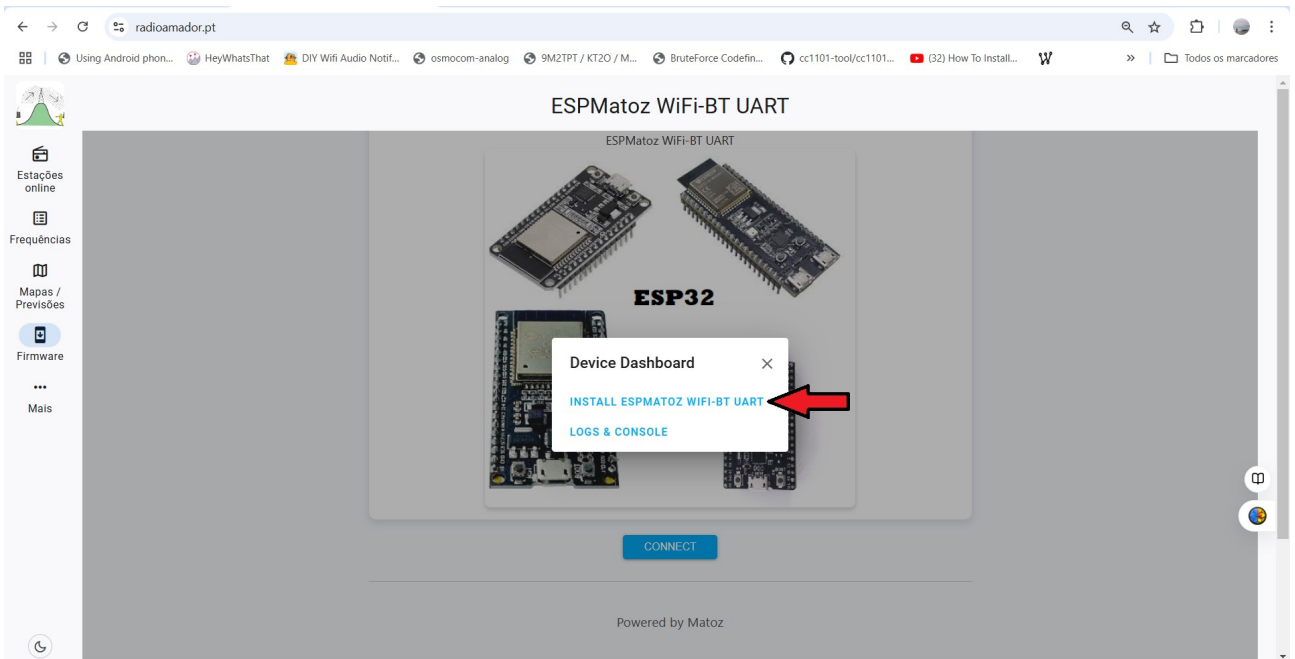 radioamador.pt
Using Android phon...
HeyWhatsThat
DIY Wifi Audio Notif...
osmocom-analog
9M2TPT / KT2O / M...
BruteForce Codefin...
cc1101-tool/cc1101...
(32) How To Install...
Todos os marcadores
ESPMatoz WiFi-BT UART
Estações
online
Frequências
Mapas /
Previsões
Firmware
Mais
ESPMatoz WiFi-BT UART
ESP32
Device Dashboard
INSTALL ESPMATOZ WIFI-BT UART
LOGS & CONSOLE
CONNECT
Powered by Matoz